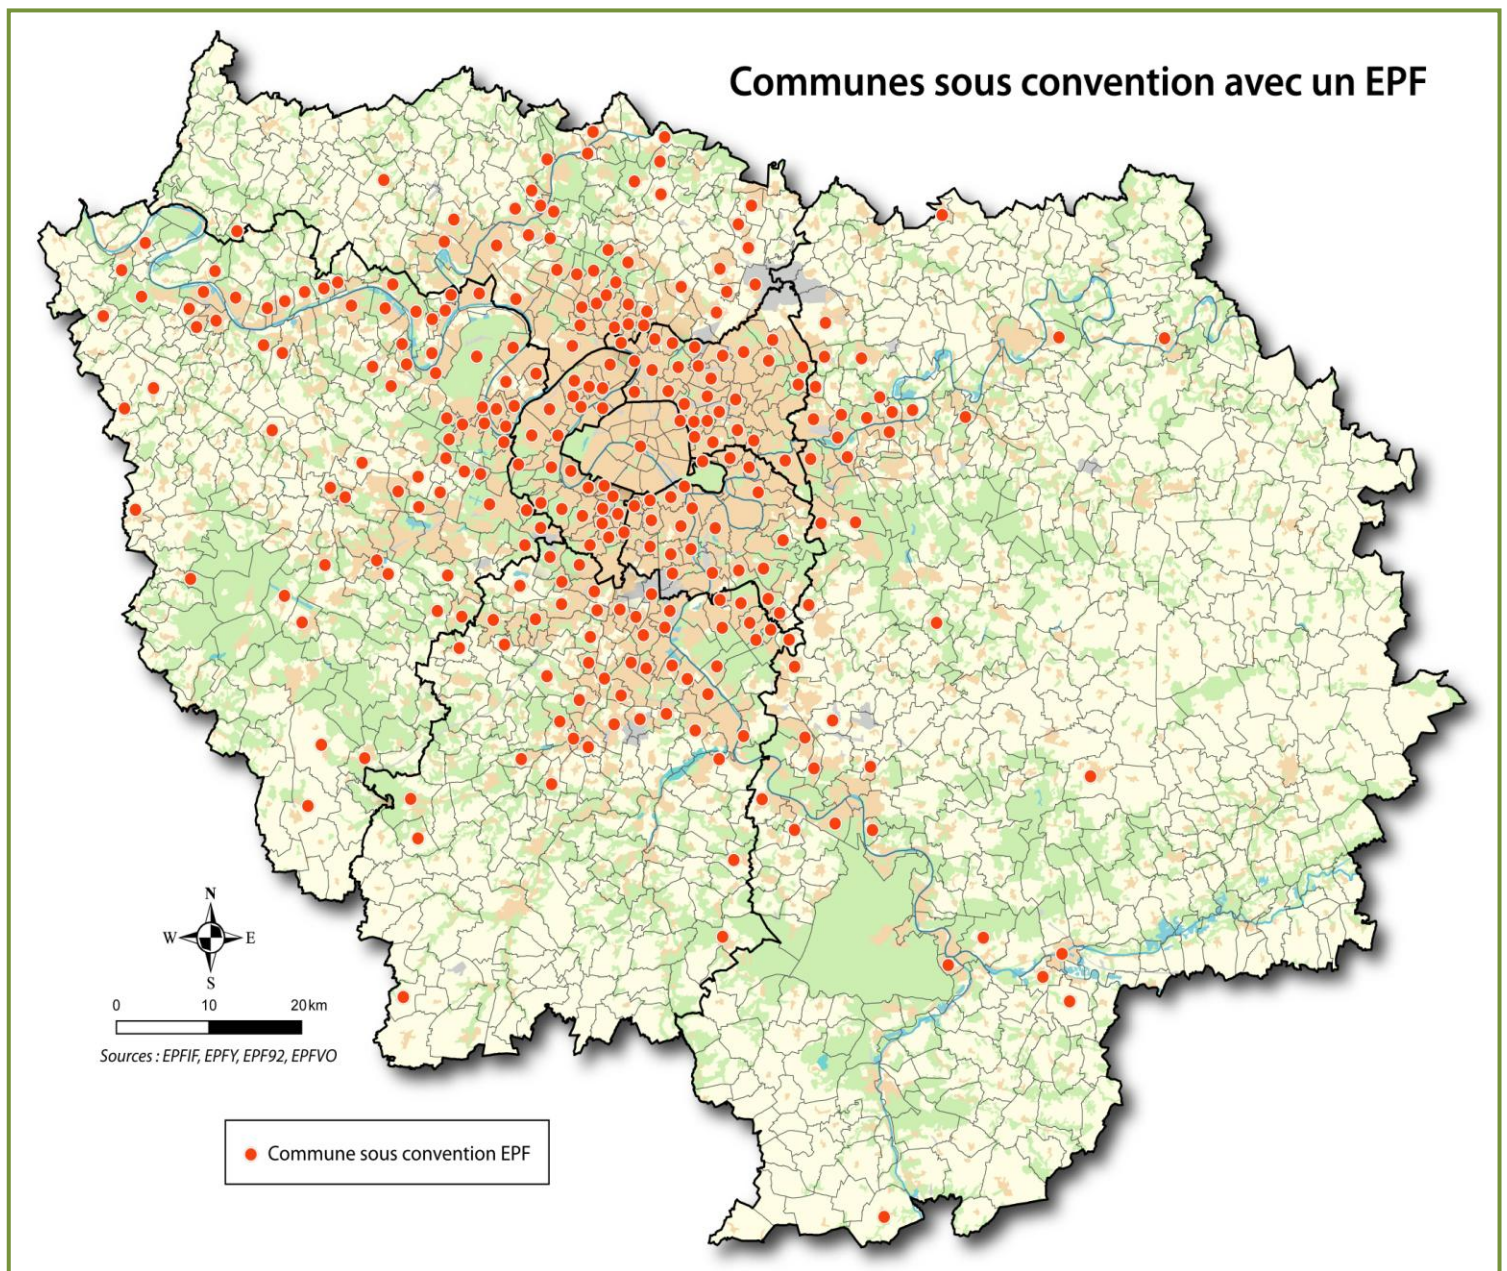 Communes sous convention avec un EPF
N
W E
S
0 10 20 km
Sources : EPFIF, EPFY, EPF92, EPFVO
Commune sous convention EPF